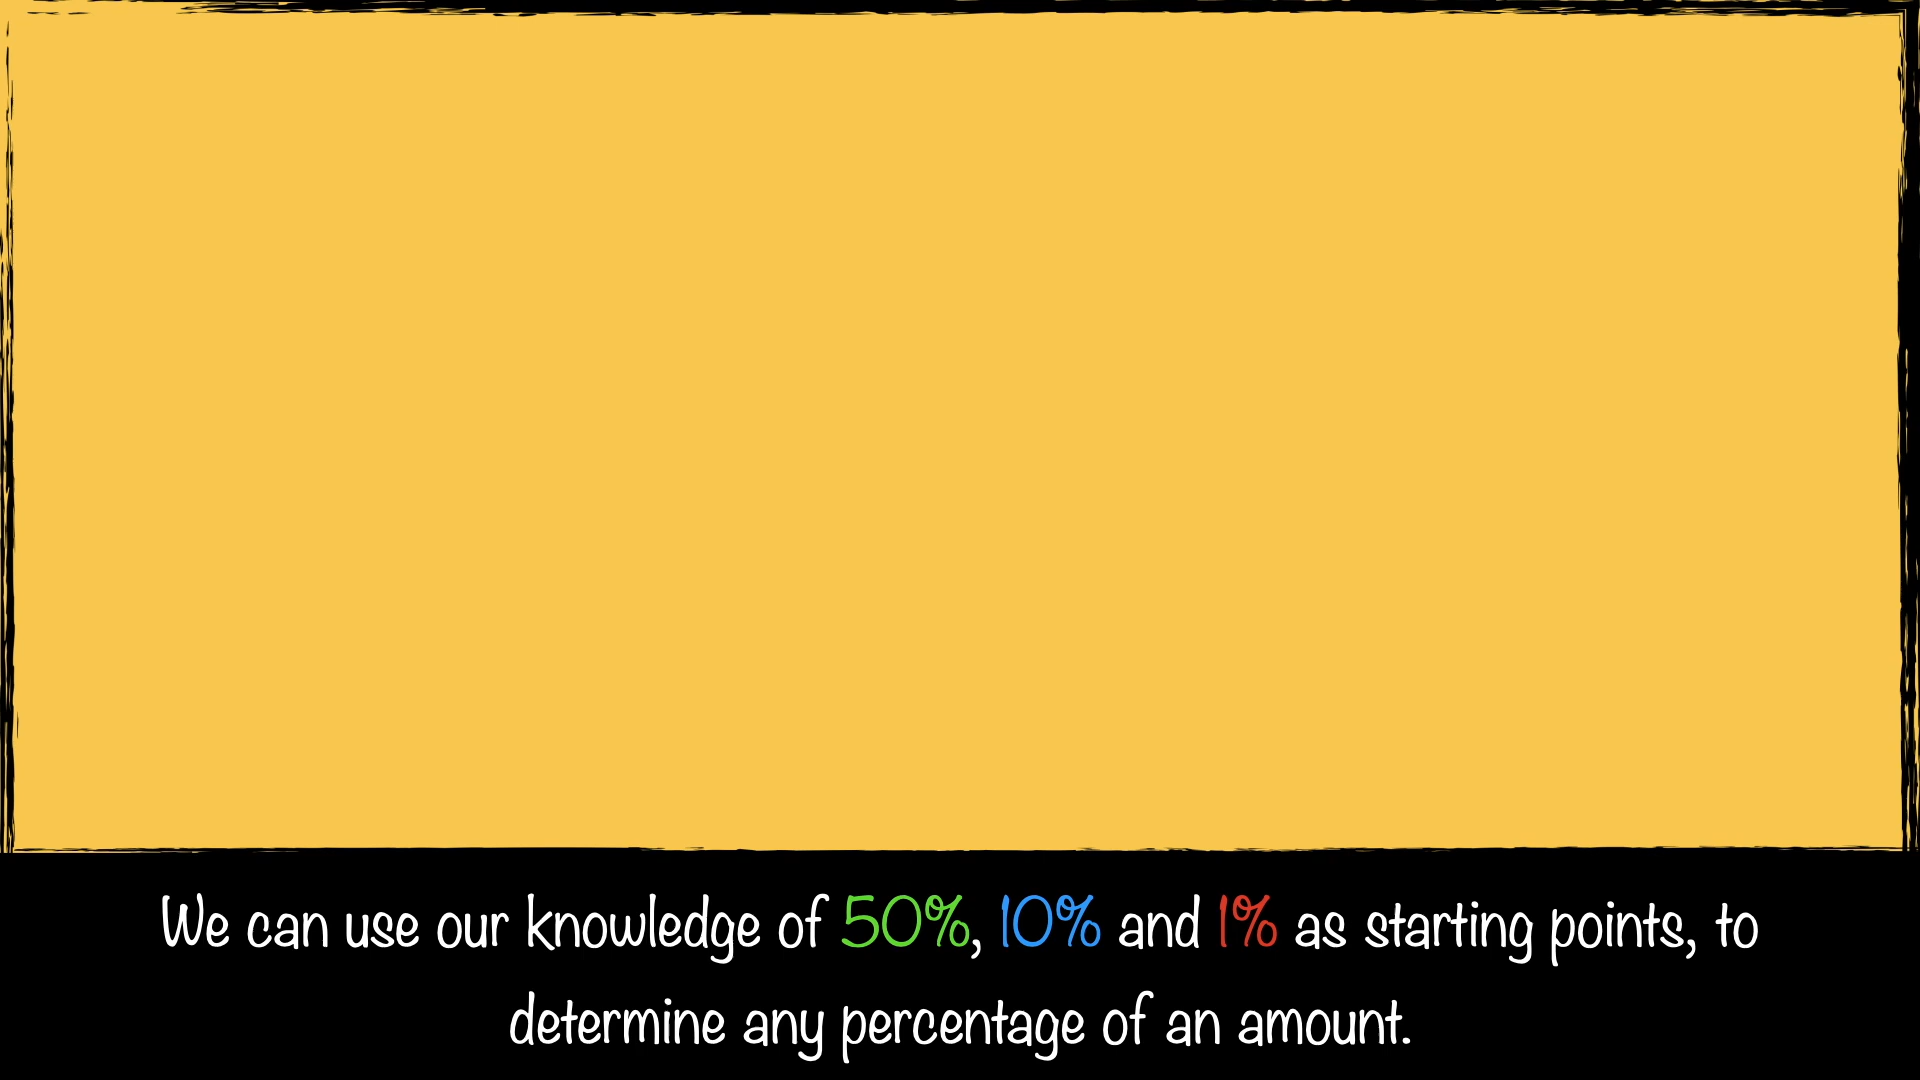 We can use our knowledge of 50%, 10% and 1% as starting points, to
determine any percentage of an amount.